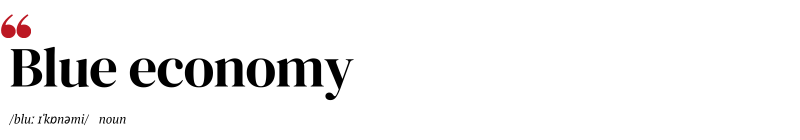 “
Blue economy
/bluː ɪˈkɒnəmi/ noun